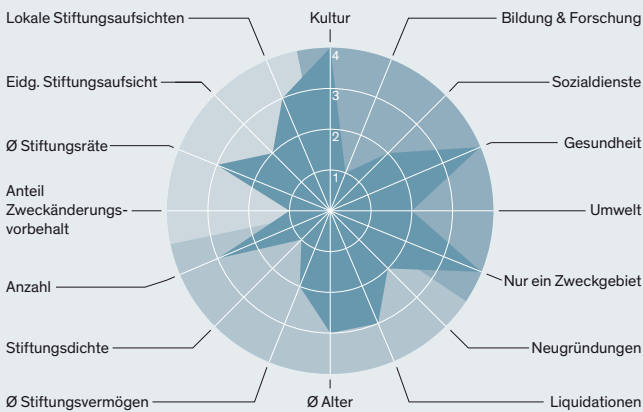 Lokale Stiftungsaufsichten
Kultur
Bildung & Forschung
Eidg. Stiftungsaufsicht
Sozialdienste
Ø Stiftungsräte
Gesundheit
Anteil
Zweckänderungs-
vorbehalt
Umwelt
Anzahl
Nur ein Zweckgebiet
Stiftungsdichte
Neugründungen
Ø Stiftungsvermögen
Ø Alter
Liquidationen
4
3
2
1